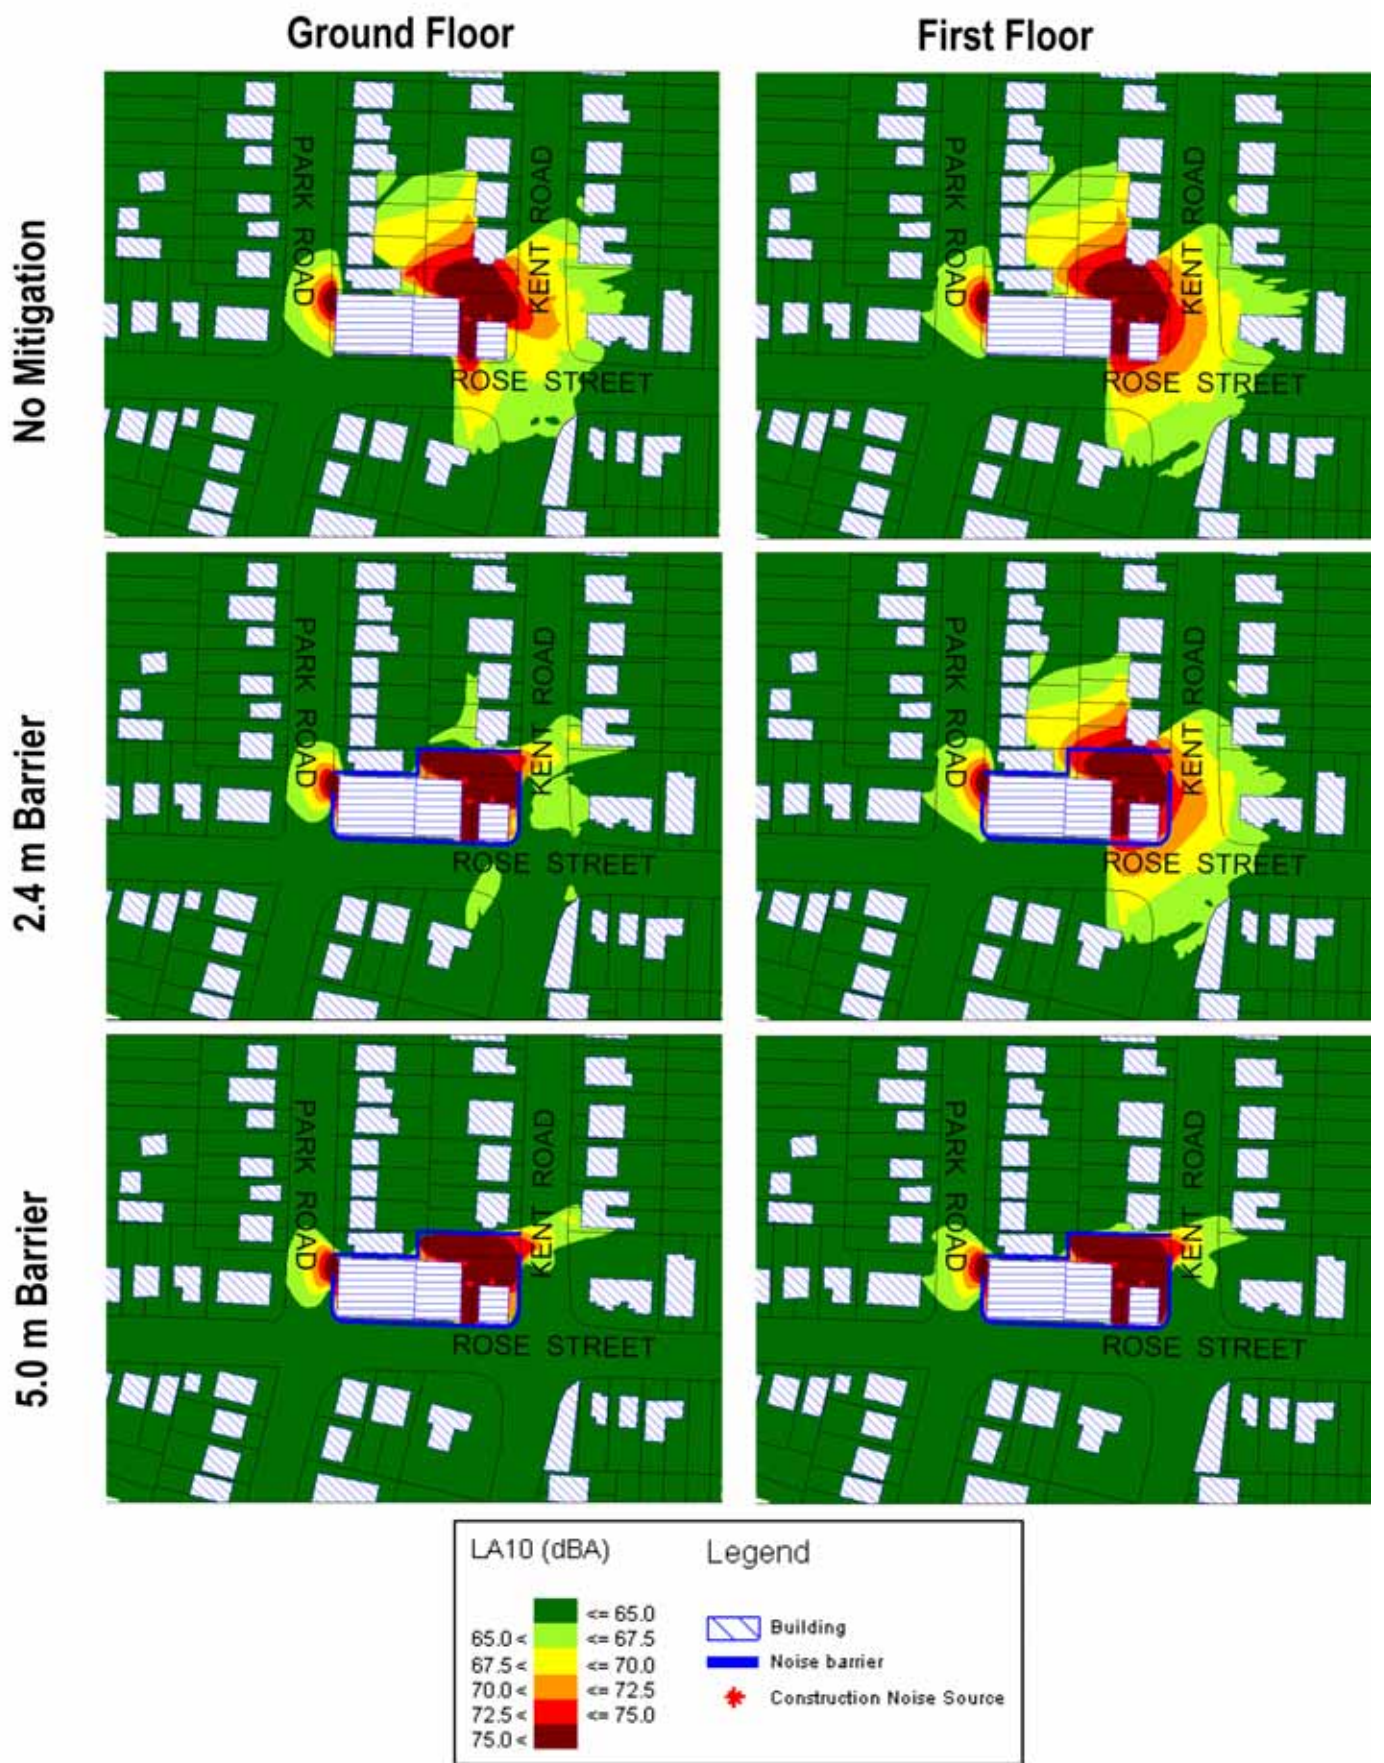 Ground Floor
First Floor
No Mitigation
PARK ROAD
KENT ROAD
ROSE STREET
PARK ROAD
KENT ROAD
ROSE STREET
2.4 m Barrier
PARK ROAD
KENT ROAD
ROSE STREET
PARK ROAD
KENT ROAD
ROSE STREET
5.0 m Barrier
PARK ROAD
KENT ROAD
ROSE STREET
PARK ROAD
KENT ROAD
ROSE STREET
LA10 (dBA)
<= 65.0
65.0 < <= 67.5
67.5 < <= 70.0
70.0 < <= 72.5
72.5 < <= 75.0
75.0 <
Legend
Building
Noise barrier
Construction Noise Source